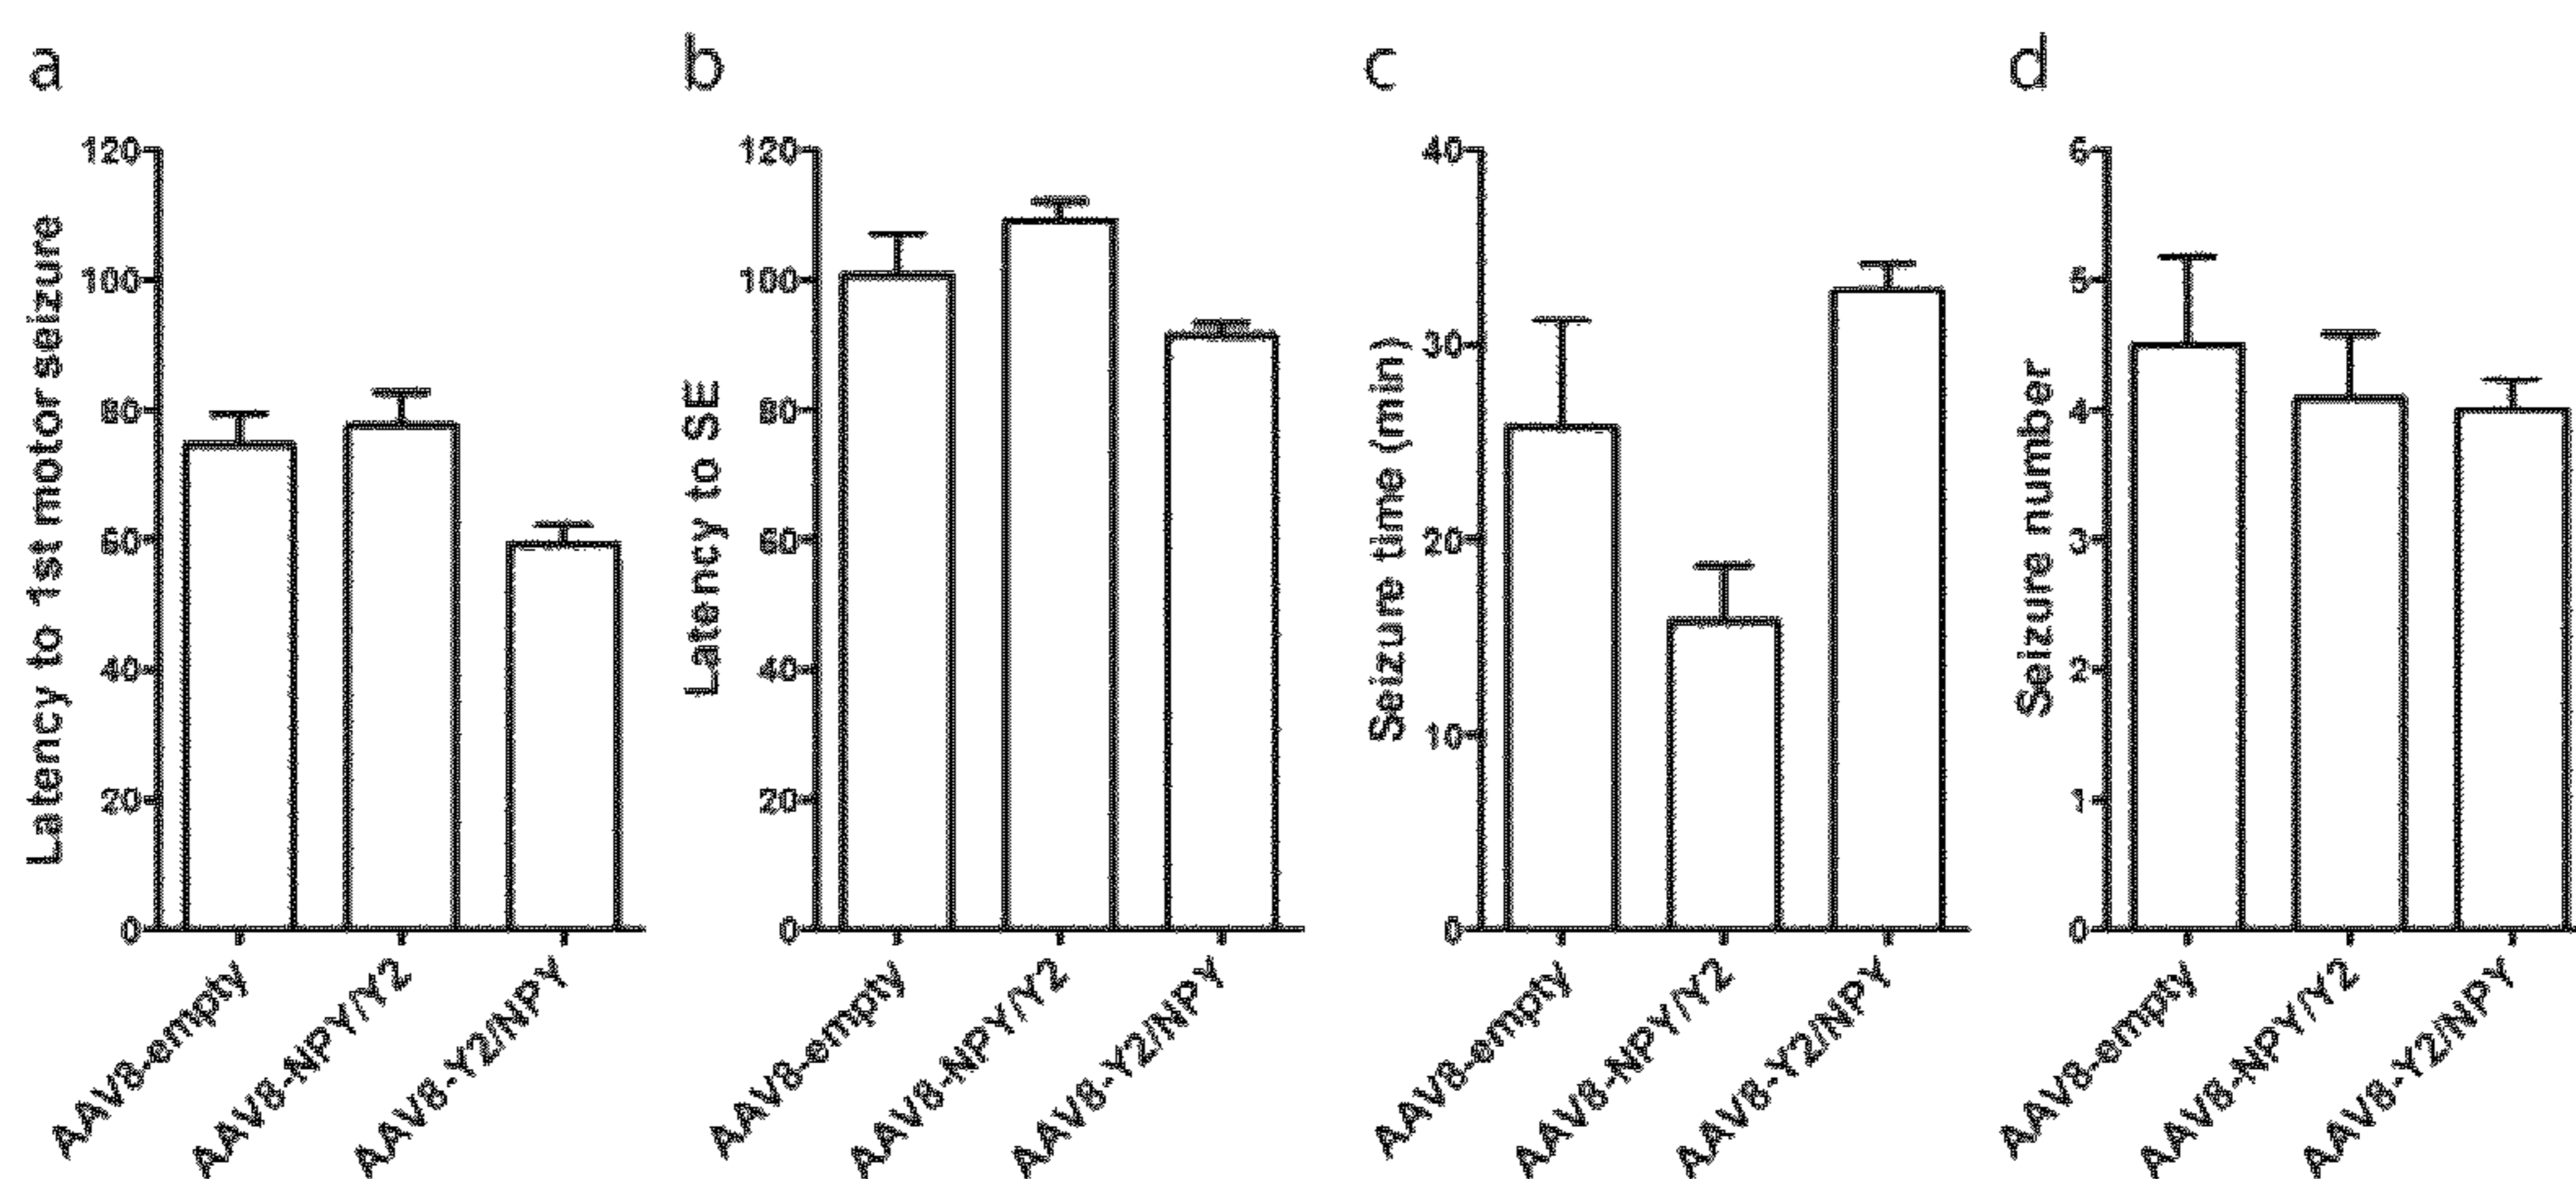 a
Latency to 1st motor seizure
120
100
80
60
40
20
0
AAV8-empty
AAV8-NPY/Y2
AAV8-Y2/NPY
b
Latency to SE
120
100
80
60
40
20
0
AAV8-empty
AAV8-NPY/Y2
AAV8-Y2/NPY
c
Seizure time (min)
40
30
20
10
0
AAV8-empty
AAV8-NPY/Y2
AAV8-Y2/NPY
d
Seizure number
6
5
4
3
2
1
0
AAV8-empty
AAV8-NPY/Y2
AAV8-Y2/NPY